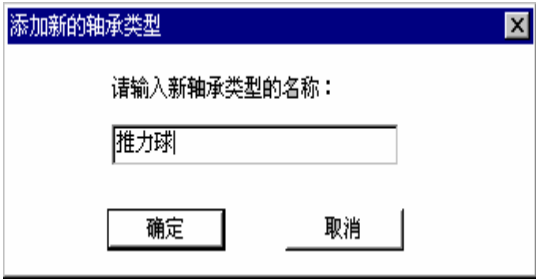 添加新的轴承类型
请输入新轴承类型的名称：
推力球
确定 取消